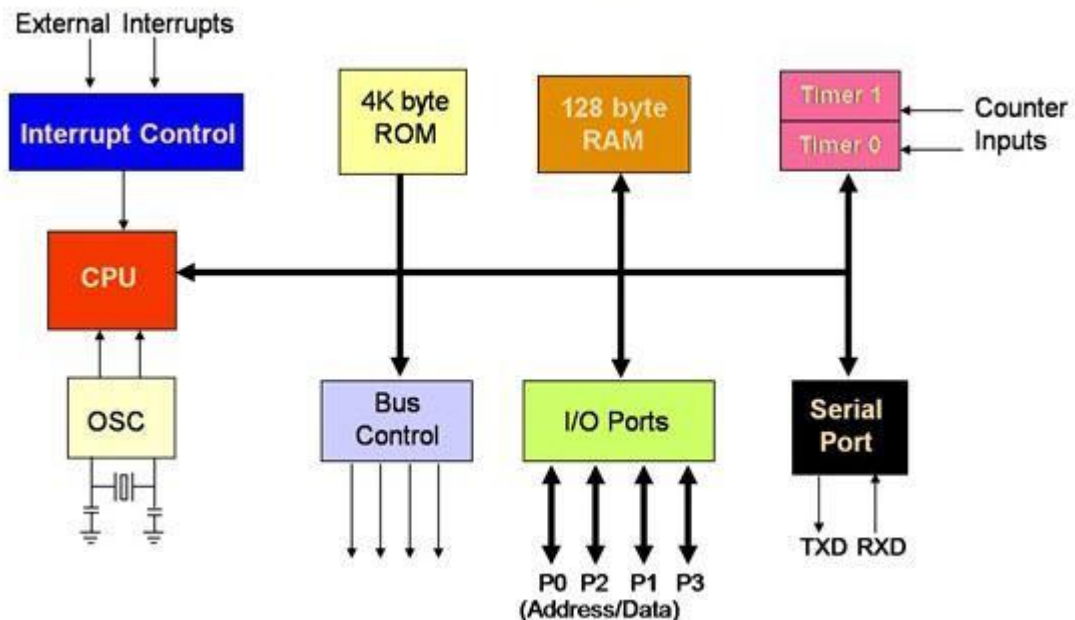 External Interrupts
Interrupt Control
4K byte
ROM
128 byte
RAM
Timer 1
Timer 0
Counter
Inputs
CPU
OSC
Bus
Control
I/O Ports
Serial
Port
TXD RXD
P0 P2 P1 P3
(Address/Data)